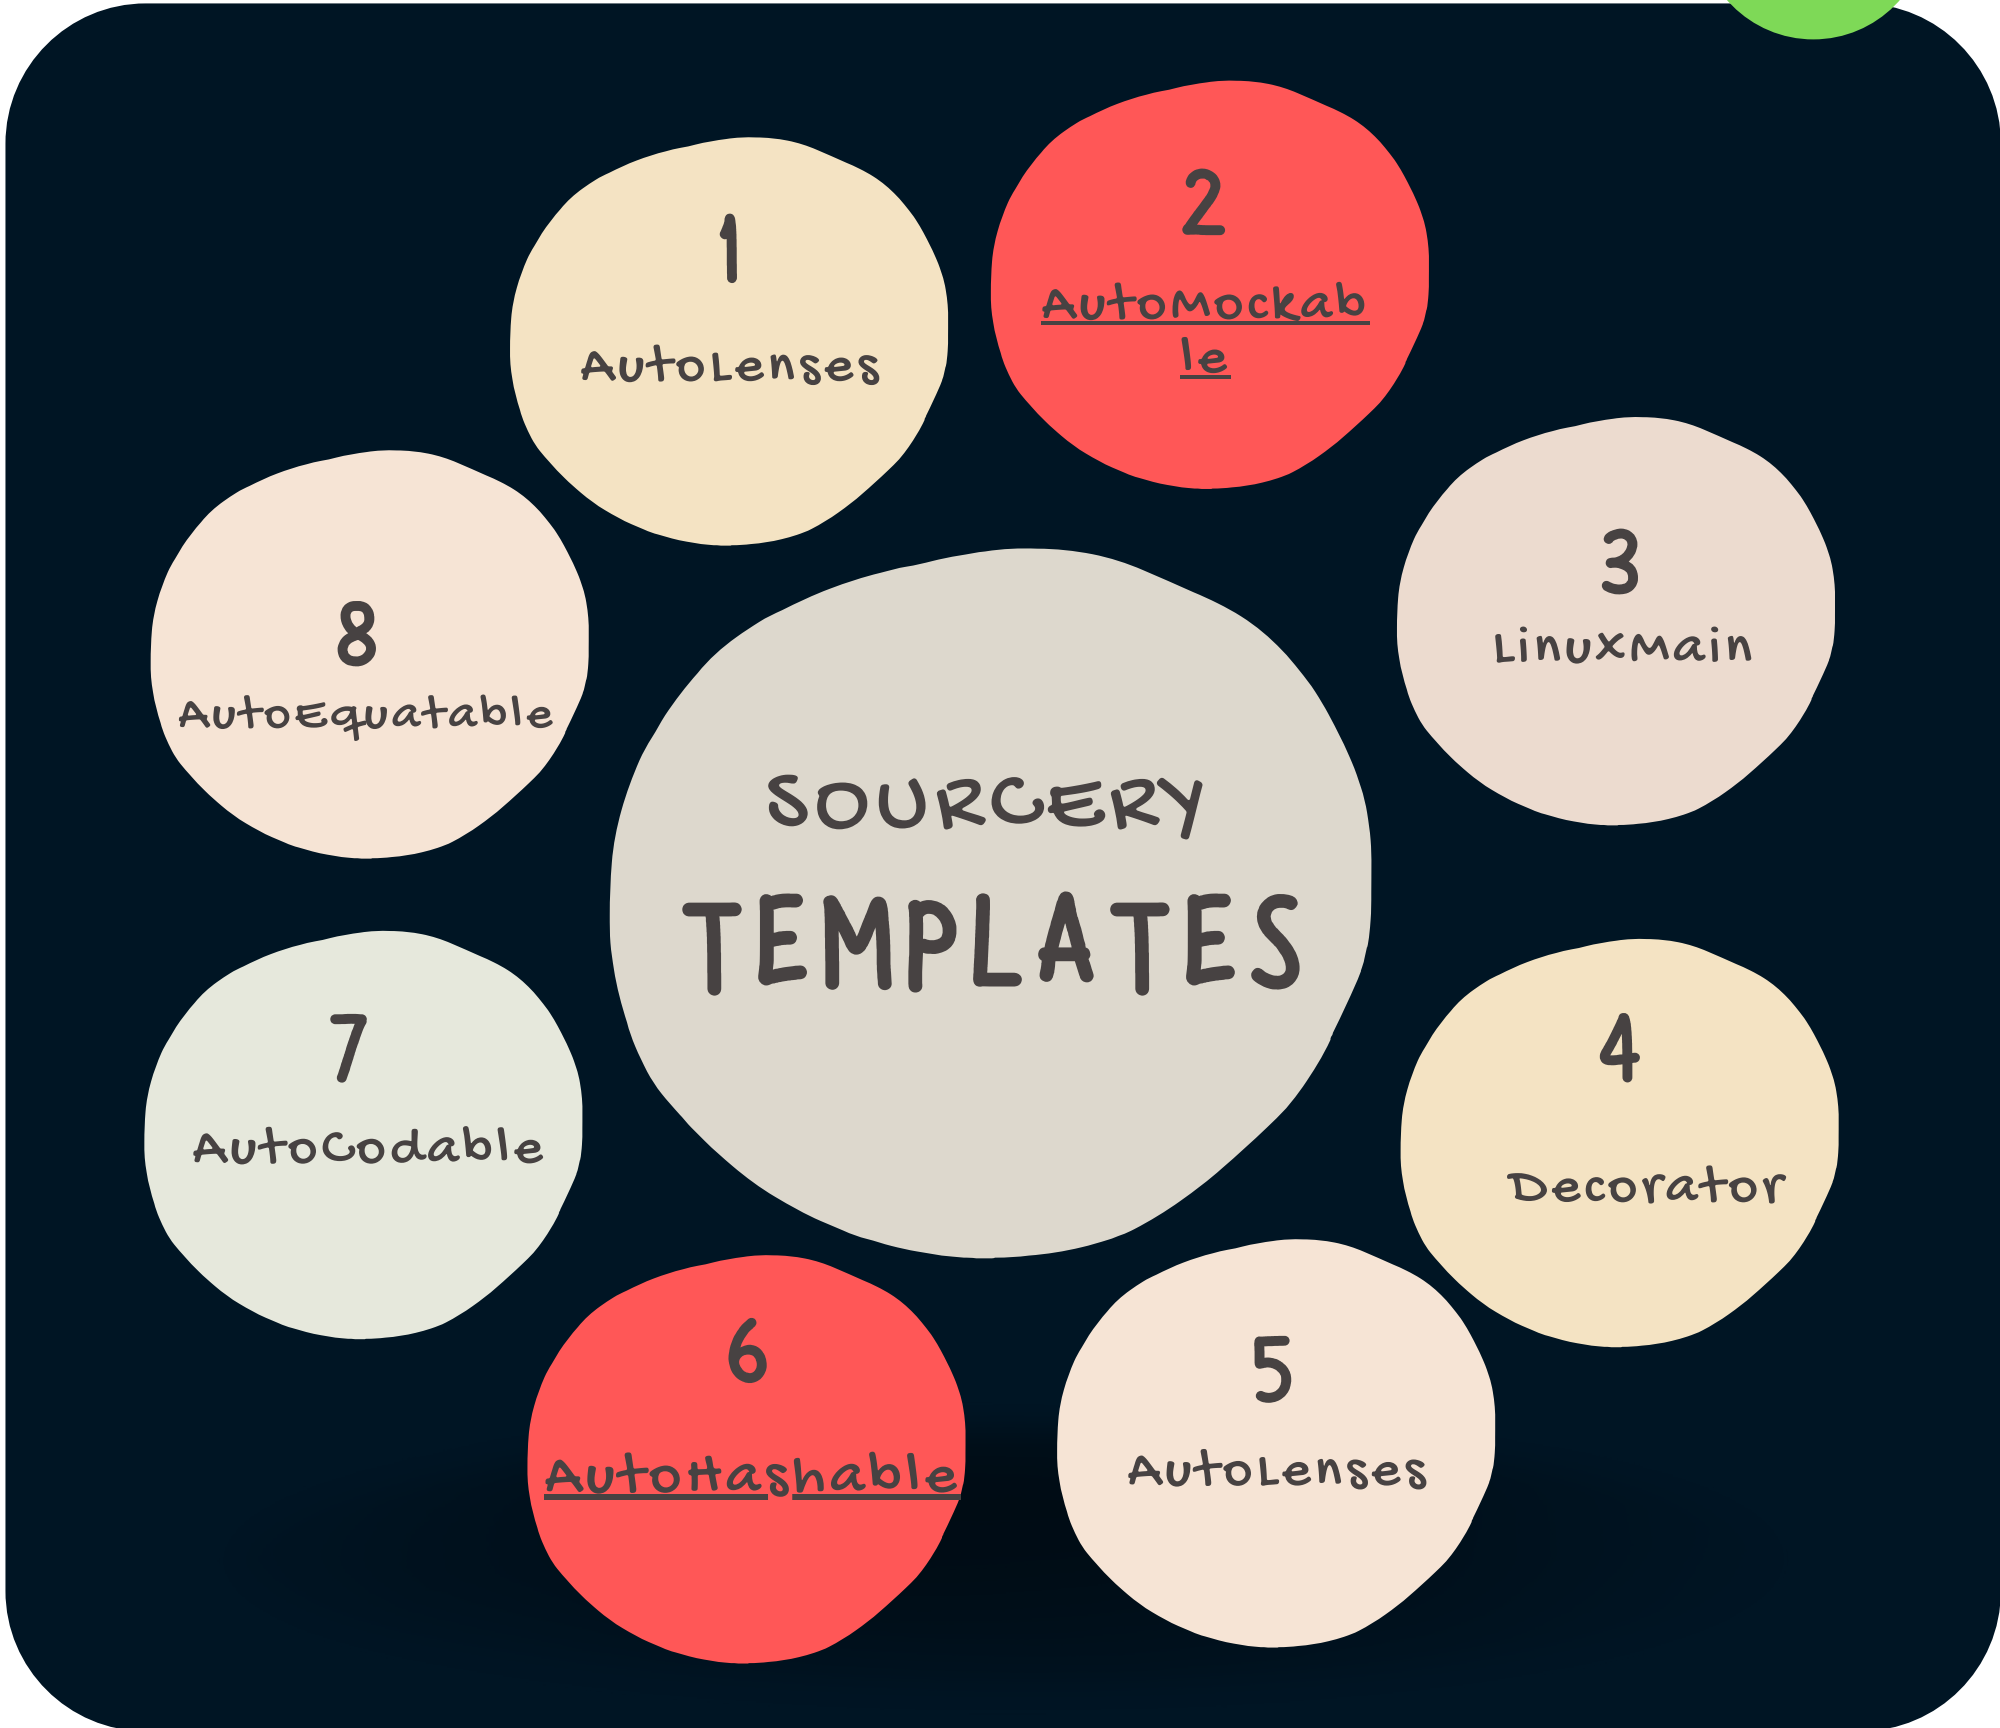 1
AutoLenses
2
AutoMockab
le
3
LinuxMain
8
AutoEquatable
SOURCERY
TEMPLATES
7
AutoCodable
4
Decorator
6
AutoHashable
5
AutoLenses